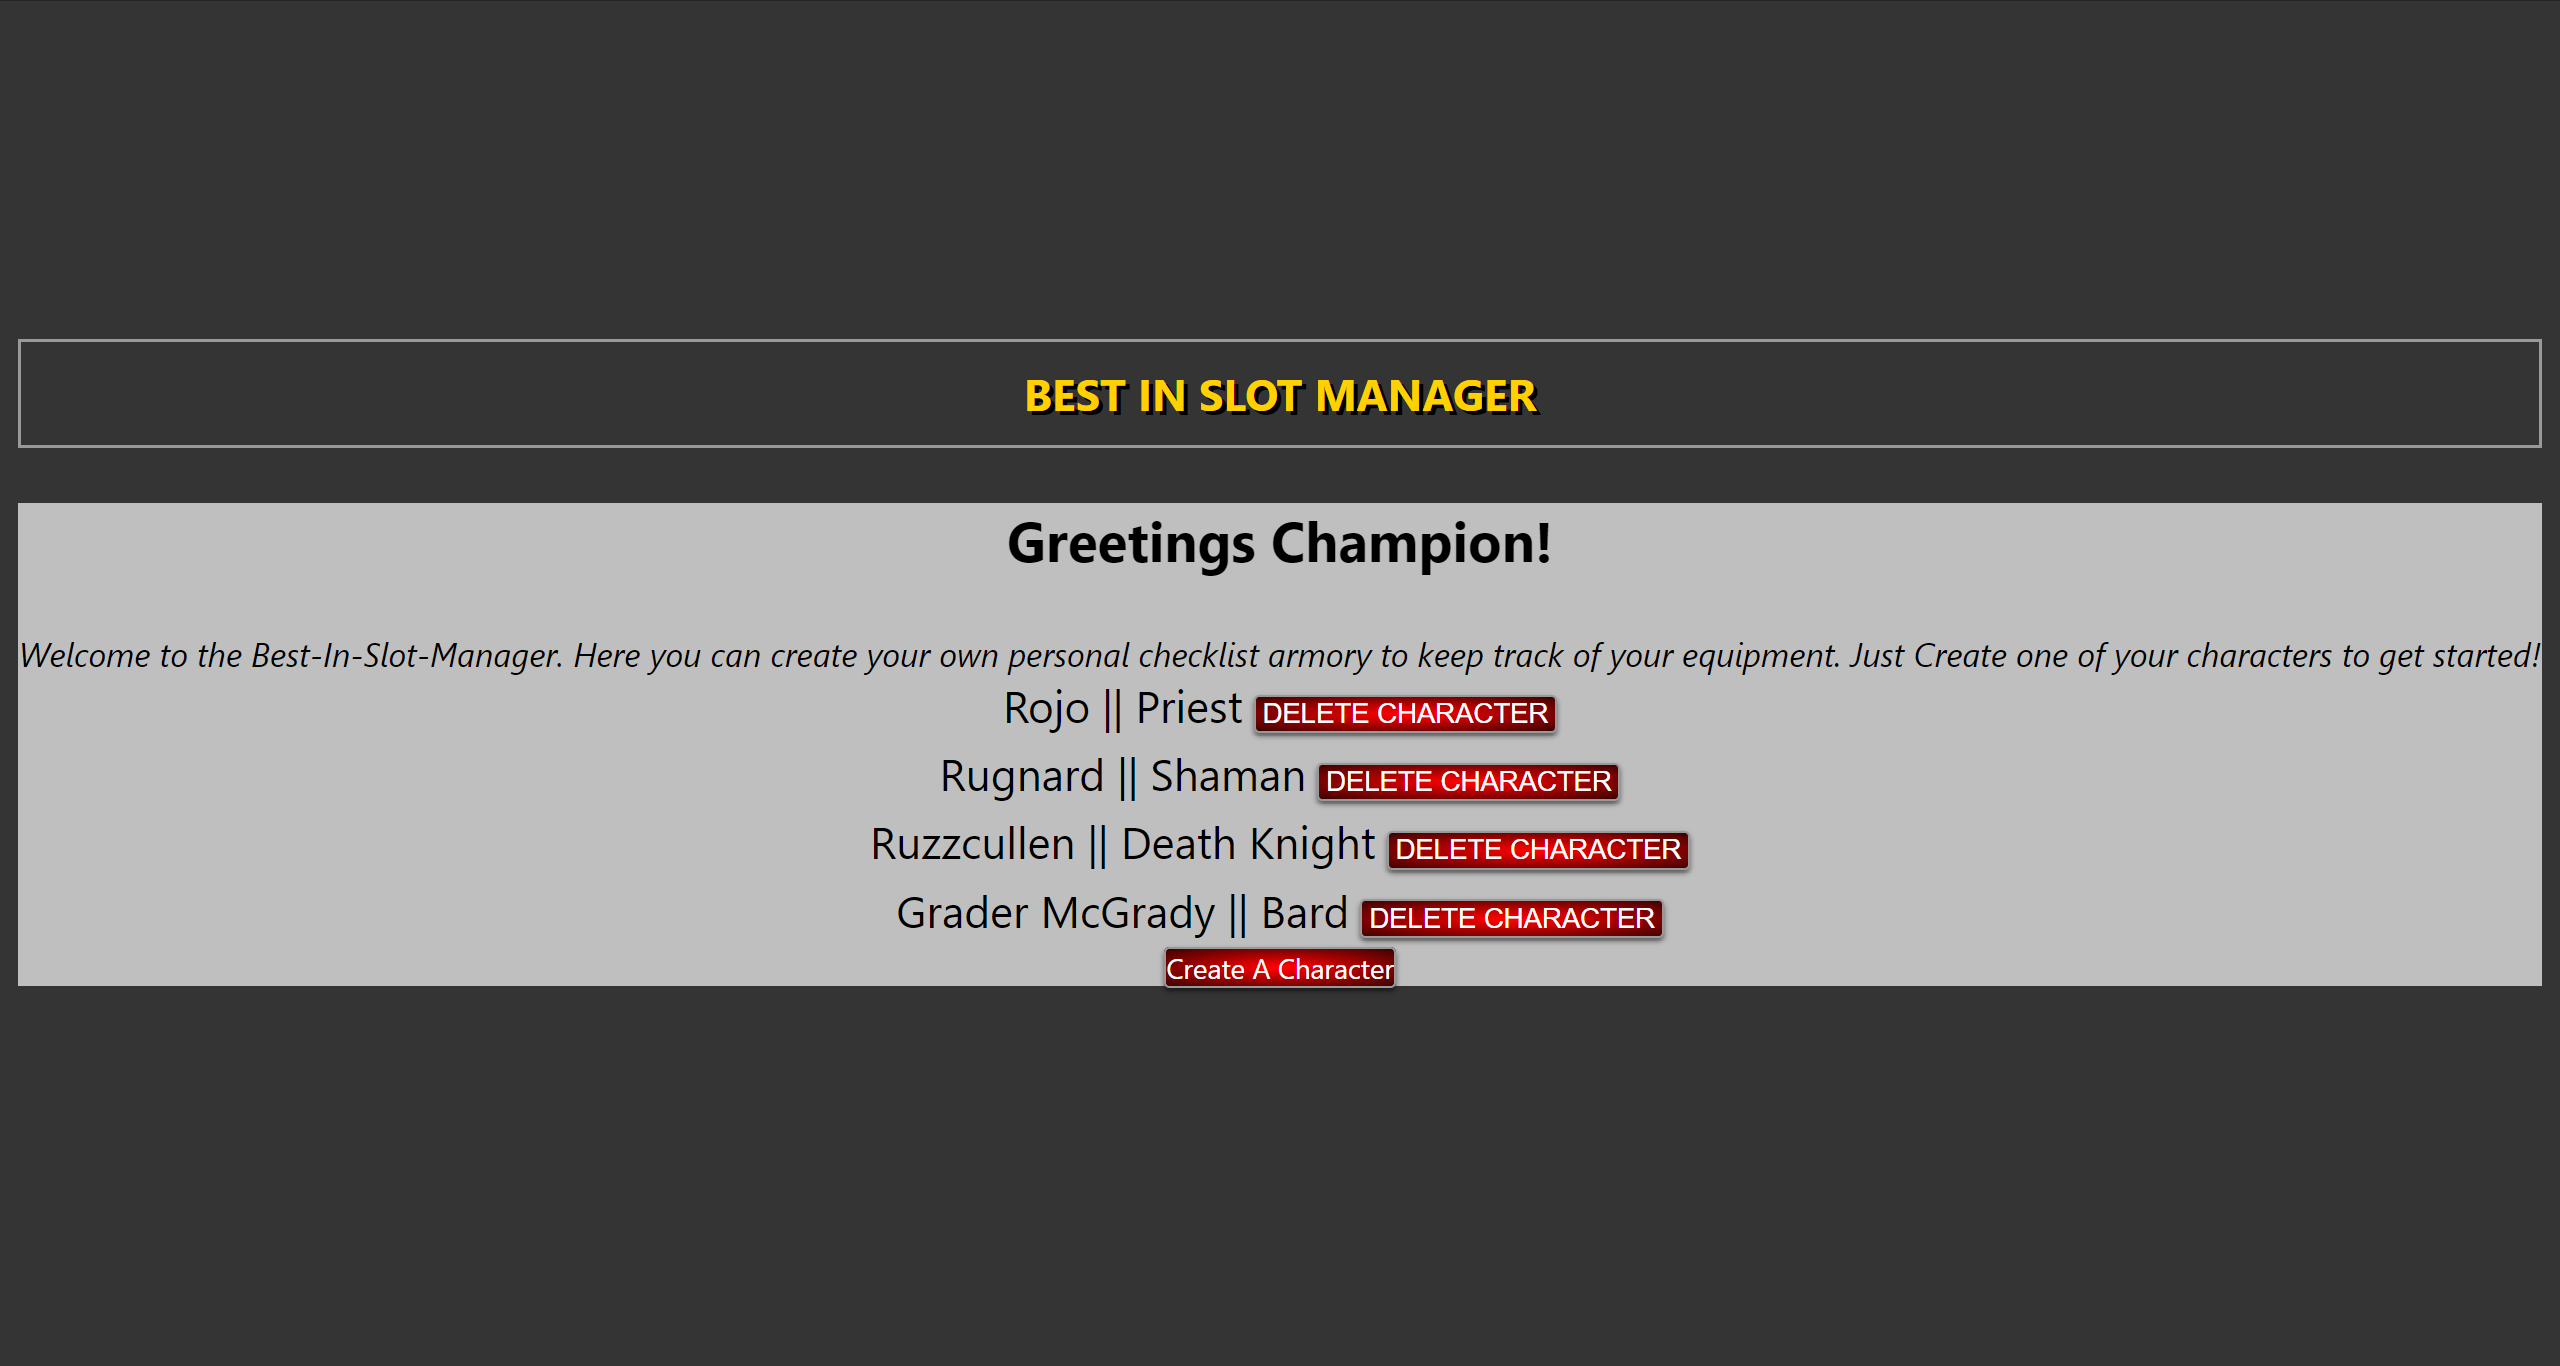 BEST IN SLOT MANAGER
Greetings Champion!
Welcome to the Best-In-Slot-Manager. Here you can create your own personal checklist armory to keep track of your equipment. Just Create one of your characters to get started!
Rojo || Priest DELETE CHARACTER
Rugnard || Shaman DELETE CHARACTER
Ruzzcullen || Death Knight DELETE CHARACTER
Grader McGrady || Bard DELETE CHARACTER
Create A Character